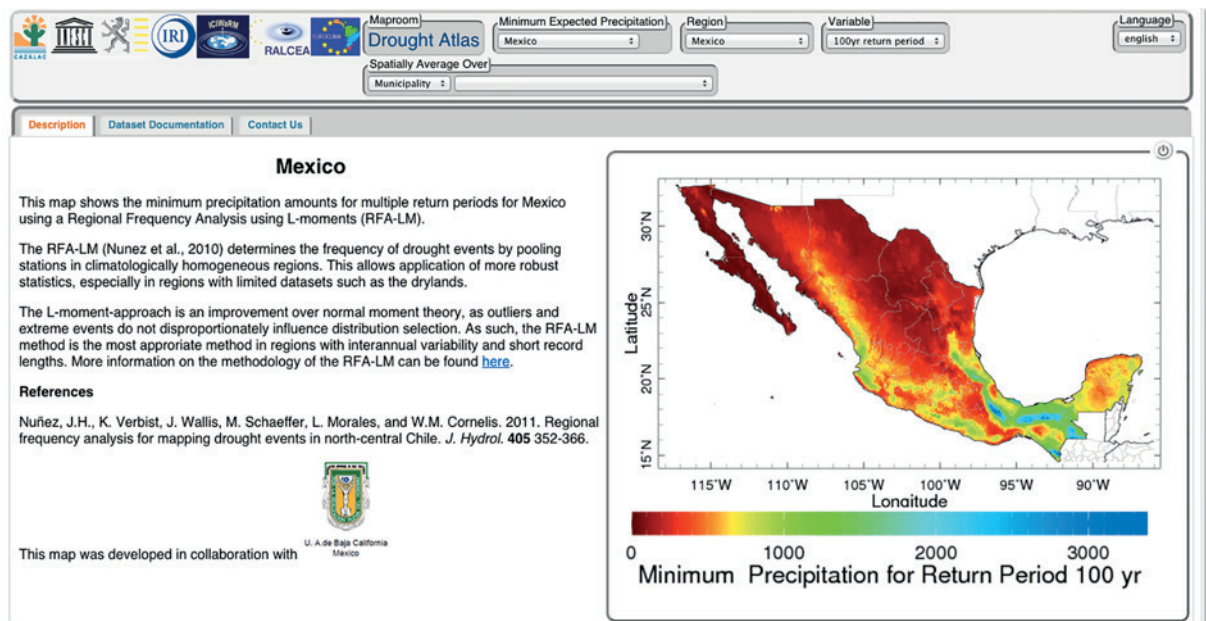 CAZALAC
IRI
ICIWaRM
RALCEA
EUROCLIMA
Maproom
Drought Atlas
Minimum Expected Precipitation
Mexico
Region
Mexico
Variable
100yr return period
Language
english
Spatially Average Over
Municipality
Description
Dataset Documentation
Contact Us
Mexico
This map shows the minimum precipitation amounts for multiple return periods for Mexico
using a Regional Frequency Analysis using L-moments (RFA-LM).
The RFA-LM (Nunez et al., 2010) determines the frequency of drought events by pooling
stations in climatologically homogeneous regions. This allows application of more robust
statistics, especially in regions with limited datasets such as the drylands.
The L-moment-approach is an improvement over normal moment theory, as outliers and
extreme events do not disproportionately influence distribution selection. As such, the RFA-LM
method is the most approriate method in regions with interannual variability and short record
lengths. More information on the methodology of the RFA-LM can be found here.
References
Nuñez, J.H., K. Verbist, J. Wallis, M. Schaeffer, L. Morales, and W.M. Cornelis. 2011. Regional
frequency analysis for mapping drought events in north-central Chile. J. Hydrol. 405 352-366.
U. A.de Baja California
Mexico
This map was developed in collaboration with
Latitude
30°N
25°N
20°N
15°N
115°W 110°W 105°W 100°W 95°W 90°W
Longitude
0 1000 2000 3000
Minimum Precipitation for Return Period 100 yr